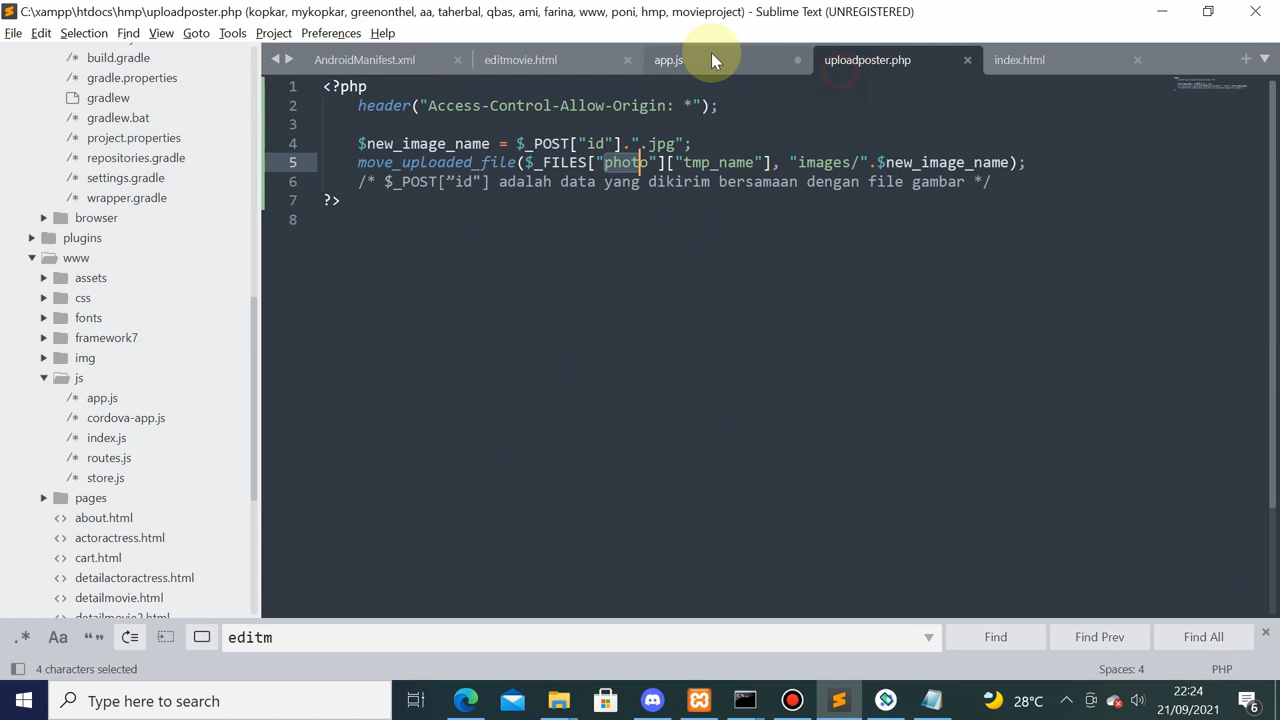 C:\xampp\htdocs\hmp\uploadposter.php (kopkar, mykopkar, greenonthel, aa, taherbal, qbas, ami, farina, www, poni, hmp, movieproject) - Sublime Text (UNREGISTERED)
File Edit Selection Find View Goto Tools Project Preferences Help
build.gradle
gradle.properties
gradlew
gradlew.bat
project.properties
repositories.gradle
settings.gradle
wrapper.gradle
browser
plugins
www
assets
css
fonts
framework7
img
js
app.js
cordova-app.js
index.js
routes.js
store.js
pages
about.html
actoractress.html
cart.html
detailactoractress.html
detailmovie.html
detailmovie2.html
AndroidManifest.xml editmovie.html app.js uploadposter.php index.html
1 <?php
2 header("Access-Control-Allow-Origin: *");
3
4 $new_image_name = $_POST["id"].".jpg";
5 move_uploaded_file($_FILES["photo"]["tmp_name"], "images/".$new_image_name);
6 /* $_POST[”id"] adalah data yang dikirim bersamaan dengan file gambar */
7 ?>
8
.* Aa “” editm Find Find Prev Find All
4 characters selected Spaces: 4 PHP
Type here to search 28°C 22:24
21/09/2021 6